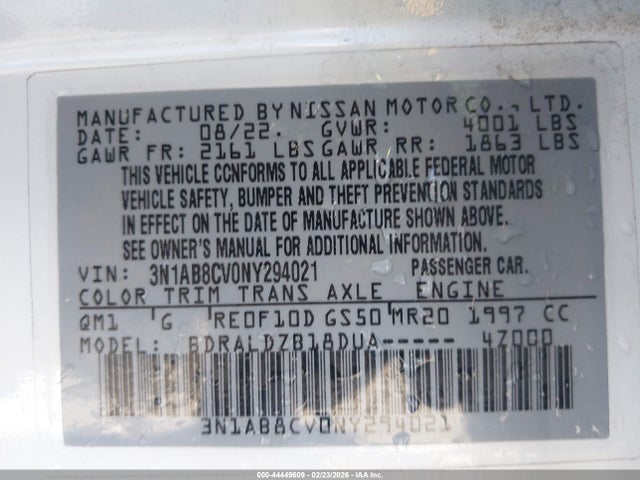 MANUFACTURED BY NISSAN MOTOR CO., LTD.
DATE: 08/22. GVWR: 4001 LBS
GAWR FR: 2161 LBS GAWR RR: 1863 LBS
THIS VEHICLE CONFORMS TO ALL APPLICABLE FEDERAL MOTOR
VEHICLE SAFETY, BUMPER AND THEFT PREVENTION STANDARDS
IN EFFECT ON THE DATE OF MANUFACTURE SHOWN ABOVE.
SEE OWNER'S MANUAL FOR ADDITIONAL INFORMATION.
VIN: 3N1AB8CV0NY294021 PASSENGER CAR.
COLOR TRIM TRANS AXLE ENGINE
QM1 G RE0F10D GS50 MR20 1997 CC
MODEL: BDRALDZB18DUA----- 4Z000
3N1AB8CV0NY294021
000-44449609 - 02/23/2026 - IAAI Copyright